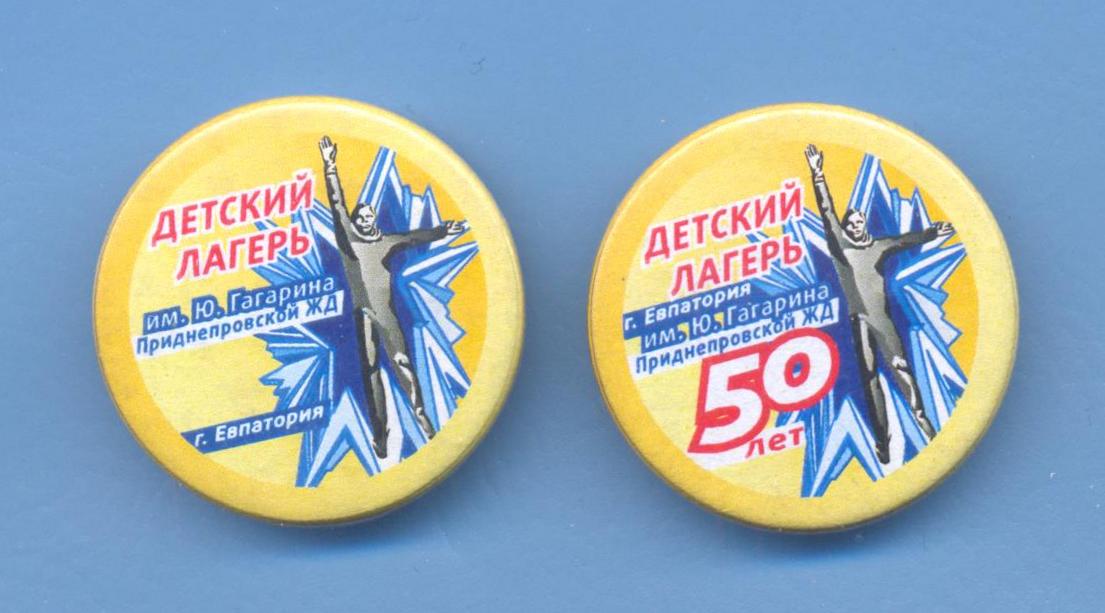 ДЕТСКИЙ
ЛАГЕРЬ
им. Ю. Гагарина
Приднепровской ЖД
г. Евпатория
ДЕТСКИЙ
ЛАГЕРЬ
г. Евпатория
им. Ю. Гагарина
Приднепровской ЖД
50
лет